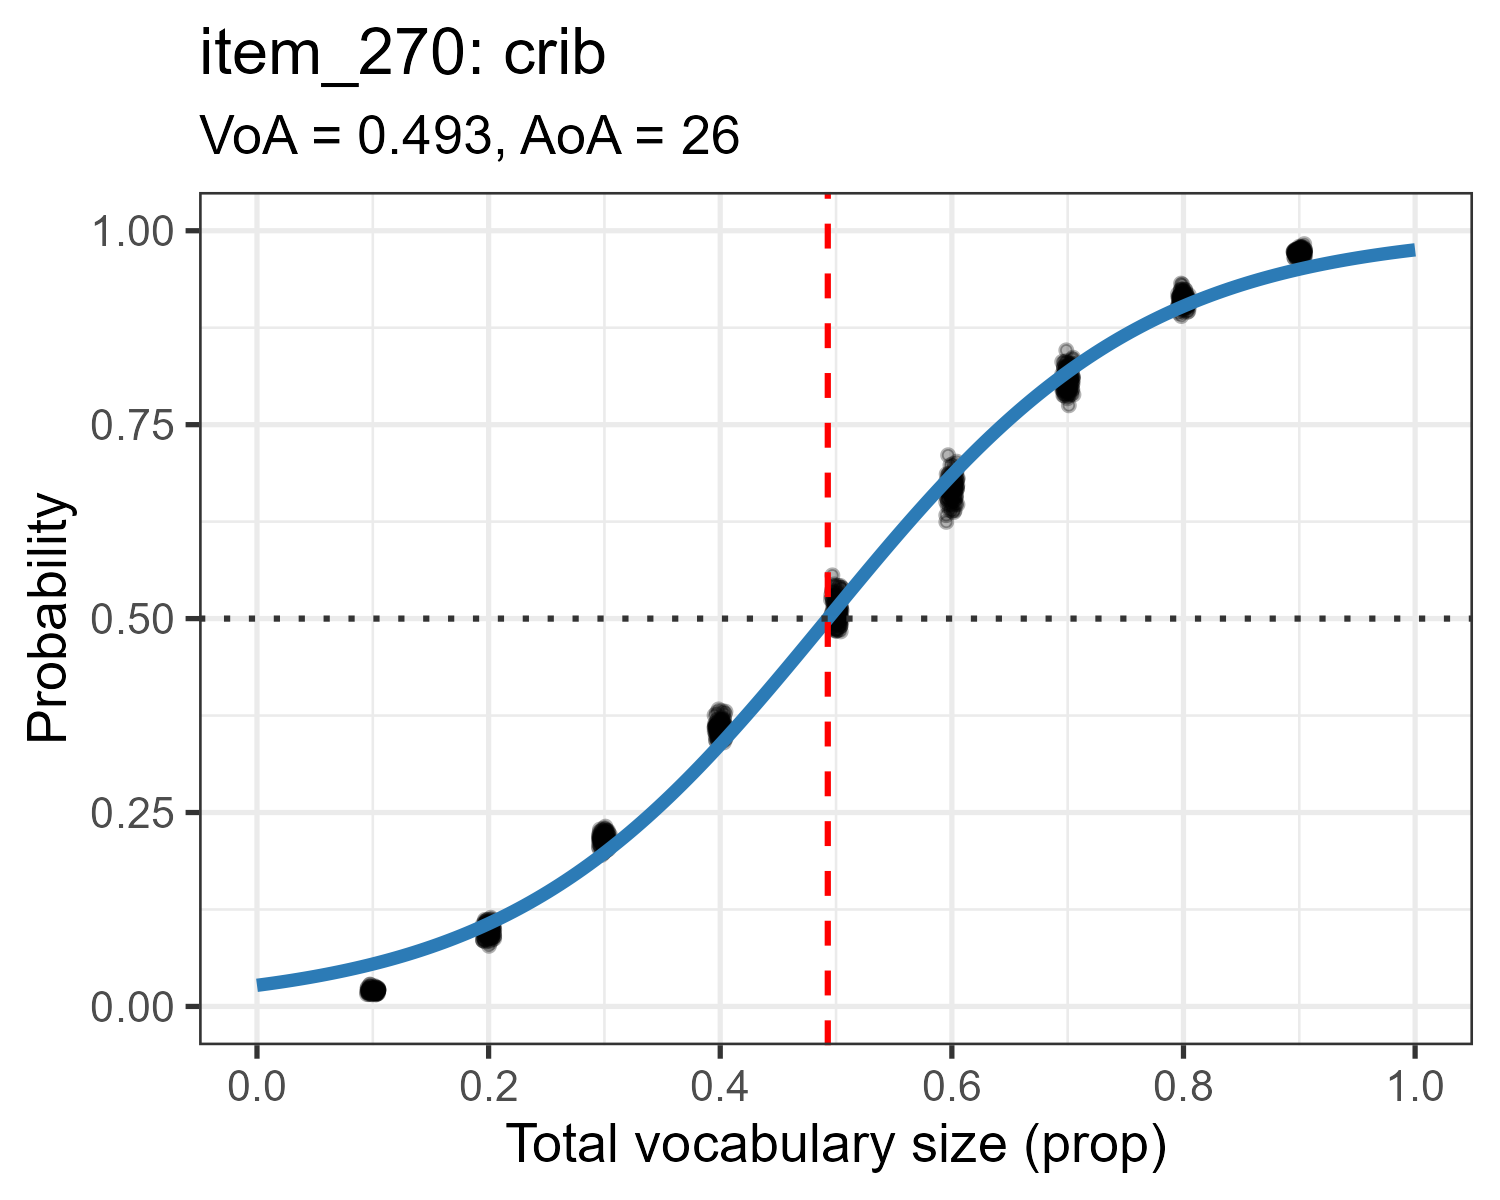 item_270: crib
VoA = 0.493, AoA = 26
1.00
0.75
0.50
0.25
0.00
Probability
0.0 0.2 0.4 0.6 0.8 1.0
Total vocabulary size (prop)